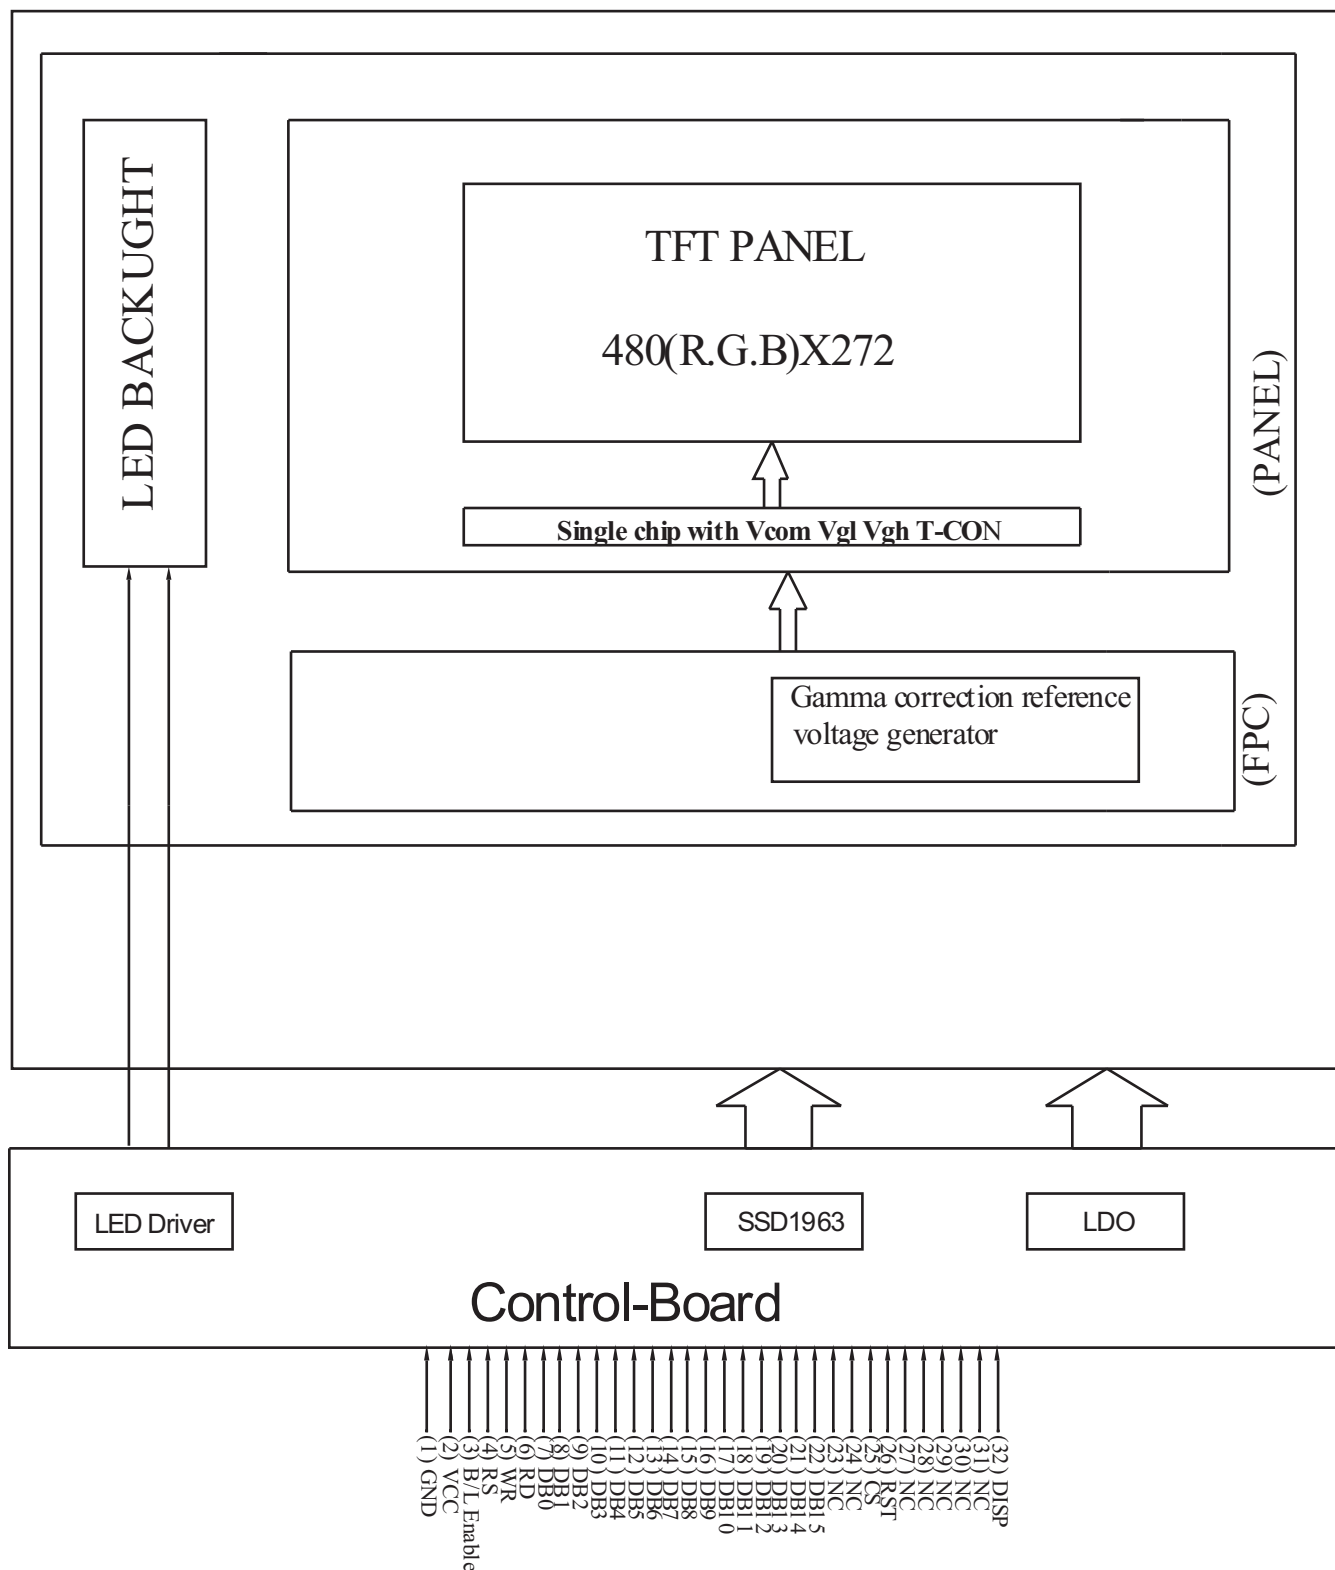 LED BACKUGHT
TFT PANEL
480(R.G.B)X272
Single chip with Vcom Vgl Vgh T-CON
(PANEL)
Gamma correction reference
voltage generator
(FPC)
LED Driver
SSD1963
LDO
Control-Board
(1) GND
(2) VCC
(3) B/L Enable
(4) RS
(5) WR
(6) RD
(7) DB0
(8) DB1
(9) DB2
(10) DB3
(11) DB4
(12) DB5
(13) DB6
(14) DB7
(15) DB8
(16) DB9
(17) DB10
(18) DB11
(19) DB12
(20) DB13
(21) DB14
(22) DB15
(23) NC
(24) NC
(25) CS
(26) RST
(27) NC
(28) NC
(29) NC
(30) NC
(31) NC
(32) DISP